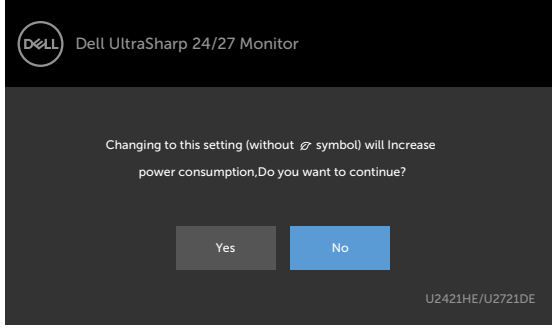 DELL
Dell UltraSharp 24/27 Monitor
Changing to this setting (without symbol) will Increase
power consumption,Do you want to continue?
Yes
No
U2421HE/U2721DE